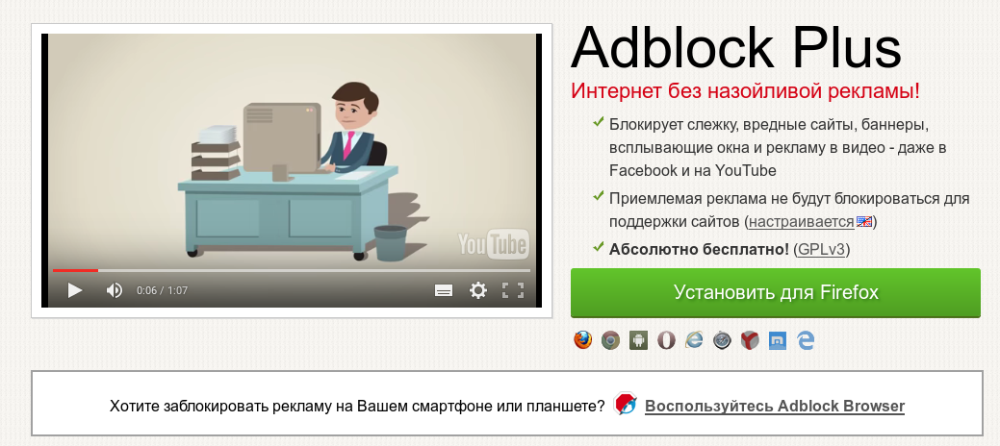 Adblock Plus
Интернет без назойливой рекламы!
Блокирует слежку, вредные сайты, баннеры,
всплывающие окна и рекламу в видео - даже в
Facebook и на YouTube
Приемлемая реклама не будут блокироваться для
поддержки сайтов (настраивается)
Абсолютно бесплатно! (GPLv3)
YouTube
0:06 / 1:07
Установить для Firefox
Хотите заблокировать рекламу на Вашем смартфоне или планшете? Воспользуйтесь Adblock Browser